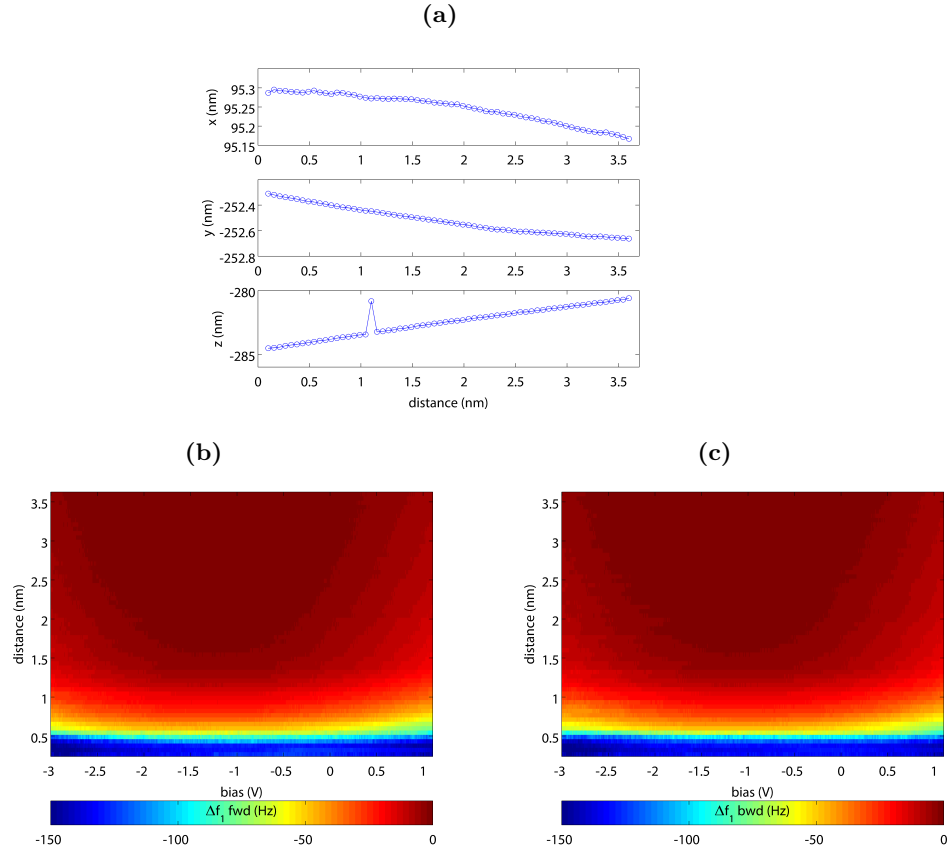 (a)
95.3
95.25
95.2
95.15
x (nm)
0 0.5 1 1.5 2 2.5 3 3.5
-252.4
-252.6
-252.8
y (nm)
0 0.5 1 1.5 2 2.5 3 3.5
-280
-285
z (nm)
0 0.5 1 1.5 2 2.5 3 3.5
distance (nm)
(b)
3.5
3
2.5
2
1.5
1
0.5
distance (nm)
-3 -2.5 -2 -1.5 -1 -0.5 0 0.5 1
bias (V)
Δf₁ fwd (Hz)
-150 -100 -50 0
(c)
3.5
3
2.5
2
1.5
1
0.5
distance (nm)
-3 -2.5 -2 -1.5 -1 -0.5 0 0.5 1
bias (V)
Δf₁ bwd (Hz)
-150 -100 -50 0